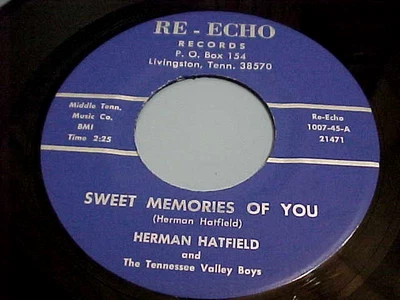 RE - ECHO
RECORDS
P. O. Box 154
Livingston, Tenn. 38570
Middle Tenn.
Music Co.
BMI
Time 2:25
Re-Echo
1007-45-A
21471
SWEET MEMORIES OF YOU
(Herman Hatfield)
HERMAN HATFIELD
and
The Tennessee Valley Boys